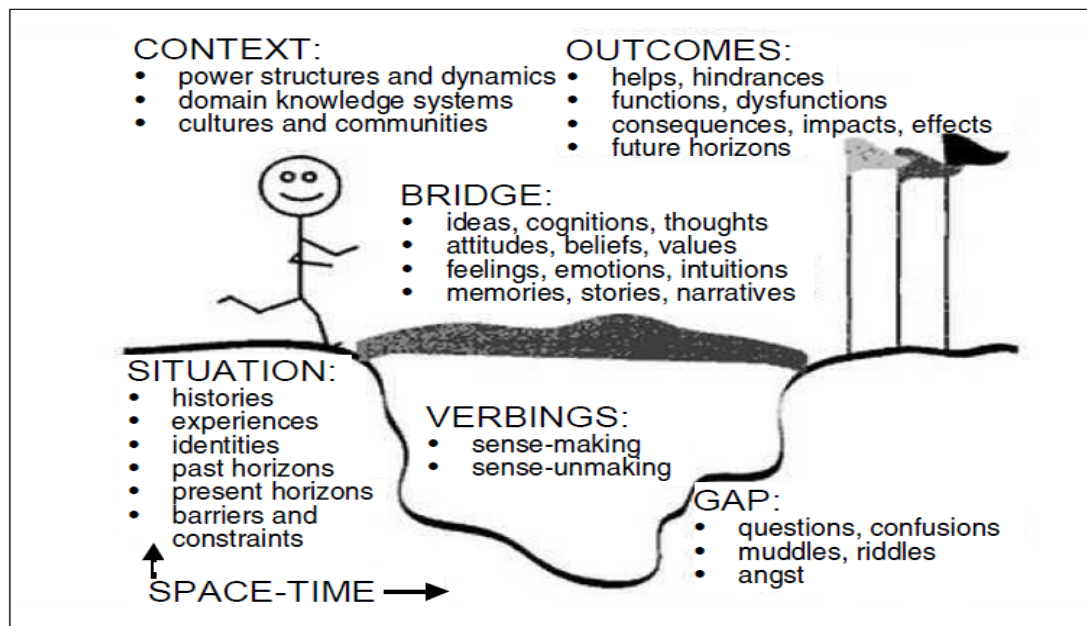 CONTEXT:
• power structures and dynamics
• domain knowledge systems
• cultures and communities
OUTCOMES:
• helps, hindrances
• functions, dysfunctions
• consequences, impacts, effects
• future horizons
BRIDGE:
• ideas, cognitions, thoughts
• attitudes, beliefs, values
• feelings, emotions, intuitions
• memories, stories, narratives
SITUATION:
• histories
• experiences
• identities
• past horizons
• present horizons
• barriers and
constraints
VERBINGS:
• sense-making
• sense-unmaking
GAP:
• questions, confusions
• muddles, riddles
• angst
SPACE-TIME